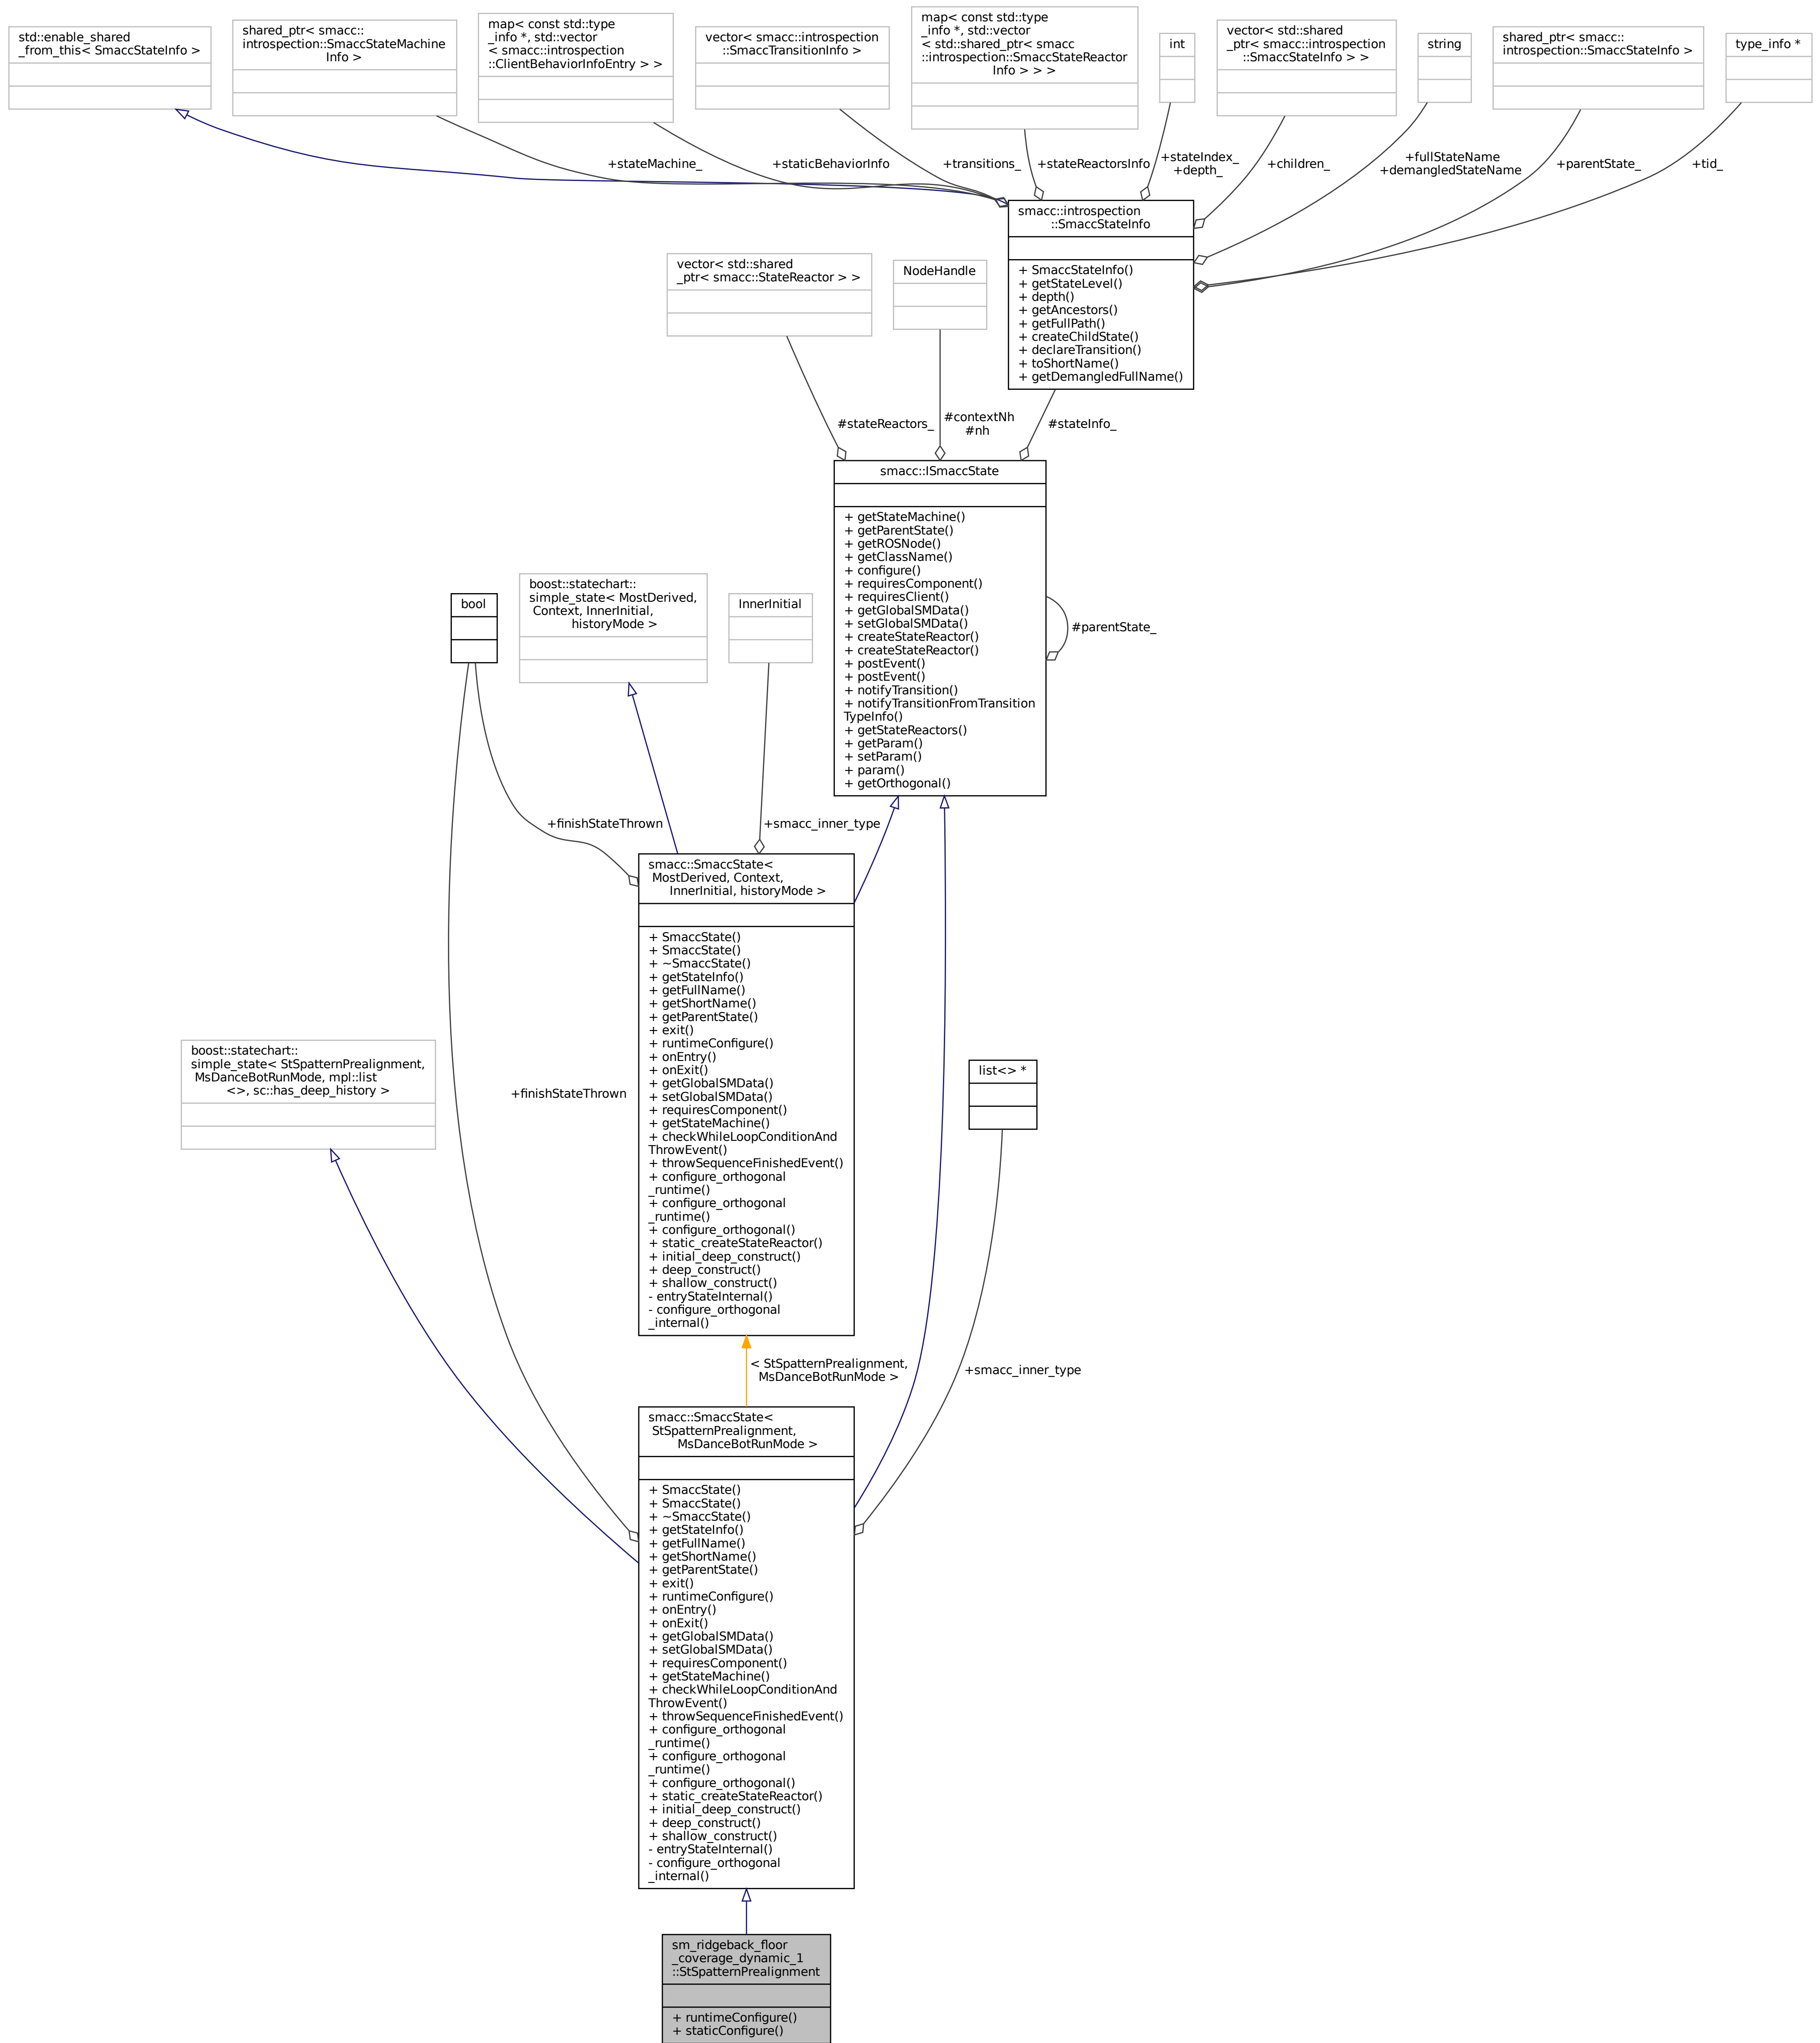 std::enable_shared
_from_this< SmaccStateInfo >
shared_ptr< smacc::
introspection::SmaccStateMachine
Info >
map< const std::type
_info *, std::vector
< smacc::introspection
::ClientBehaviorInfoEntry > >
vector< smacc::introspection
::SmaccTransitionInfo >
map< const std::type
_info *, std::vector
< std::shared_ptr< smacc
::introspection::SmaccStateReactor
Info > > >
int
vector< std::shared
_ptr< smacc::introspection
::SmaccStateInfo > >
string
shared_ptr< smacc::
introspection::SmaccStateInfo >
type_info *
+stateMachine_
+staticBehaviorInfo
+transitions_
+stateReactorsInfo
+stateIndex_
+depth_
+children_
+fullStateName
+demangledStateName
+parentState_
+tid_
smacc::introspection
::SmaccStateInfo
+ SmaccStateInfo()
+ getStateLevel()
+ depth()
+ getAncestors()
+ getFullPath()
+ createChildState()
+ declareTransition()
+ toShortName()
+ getDemangledFullName()
vector< std::shared
_ptr< smacc::StateReactor > >
NodeHandle
#stateReactors_
#contextNh
#nh
#stateInfo_
smacc::ISmaccState
+ getStateMachine()
+ getParentState()
+ getROSNode()
+ getClassName()
+ configure()
+ requiresComponent()
+ requiresClient()
+ getGlobalSMData()
+ setGlobalSMData()
+ createStateReactor()
+ createStateReactor()
+ postEvent()
+ postEvent()
+ notifyTransition()
+ notifyTransitionFromTransition
TypeInfo()
+ getStateReactors()
+ getParam()
+ setParam()
+ param()
+ getOrthogonal()
#parentState_
bool
boost::statechart::
simple_state< MostDerived,
Context, InnerInitial,
historyMode >
InnerInitial
+finishStateThrown
+smacc_inner_type
smacc::SmaccState<
MostDerived, Context,
InnerInitial, historyMode >
+ SmaccState()
+ SmaccState()
+ ~SmaccState()
+ getStateInfo()
+ getFullName()
+ getShortName()
+ getParentState()
+ exit()
+ runtimeConfigure()
+ onEntry()
+ onExit()
+ getGlobalSMData()
+ setGlobalSMData()
+ requiresComponent()
+ getStateMachine()
+ checkWhileLoopConditionAnd
ThrowEvent()
+ throwSequenceFinishedEvent()
+ configure_orthogonal
_runtime()
+ configure_orthogonal
_runtime()
+ configure_orthogonal()
+ static_createStateReactor()
+ initial_deep_construct()
+ deep_construct()
+ shallow_construct()
- entryStateInternal()
- configure_orthogonal
_internal()
boost::statechart::
simple_state< StSpatternPrealignment,
MsDanceBotRunMode, mpl::list
<>, sc::has_deep_history >
+finishStateThrown
list<> *
< StSpatternPrealignment,
MsDanceBotRunMode >
+smacc_inner_type
smacc::SmaccState<
StSpatternPrealignment,
MsDanceBotRunMode >
+ SmaccState()
+ SmaccState()
+ ~SmaccState()
+ getStateInfo()
+ getFullName()
+ getShortName()
+ getParentState()
+ exit()
+ runtimeConfigure()
+ onEntry()
+ onExit()
+ getGlobalSMData()
+ setGlobalSMData()
+ requiresComponent()
+ getStateMachine()
+ checkWhileLoopConditionAnd
ThrowEvent()
+ throwSequenceFinishedEvent()
+ configure_orthogonal
_runtime()
+ configure_orthogonal
_runtime()
+ configure_orthogonal()
+ static_createStateReactor()
+ initial_deep_construct()
+ deep_construct()
+ shallow_construct()
- entryStateInternal()
- configure_orthogonal
_internal()
sm_ridgeback_floor
_coverage_dynamic_1
::StSpatternPrealignment
+ runtimeConfigure()
+ staticConfigure()